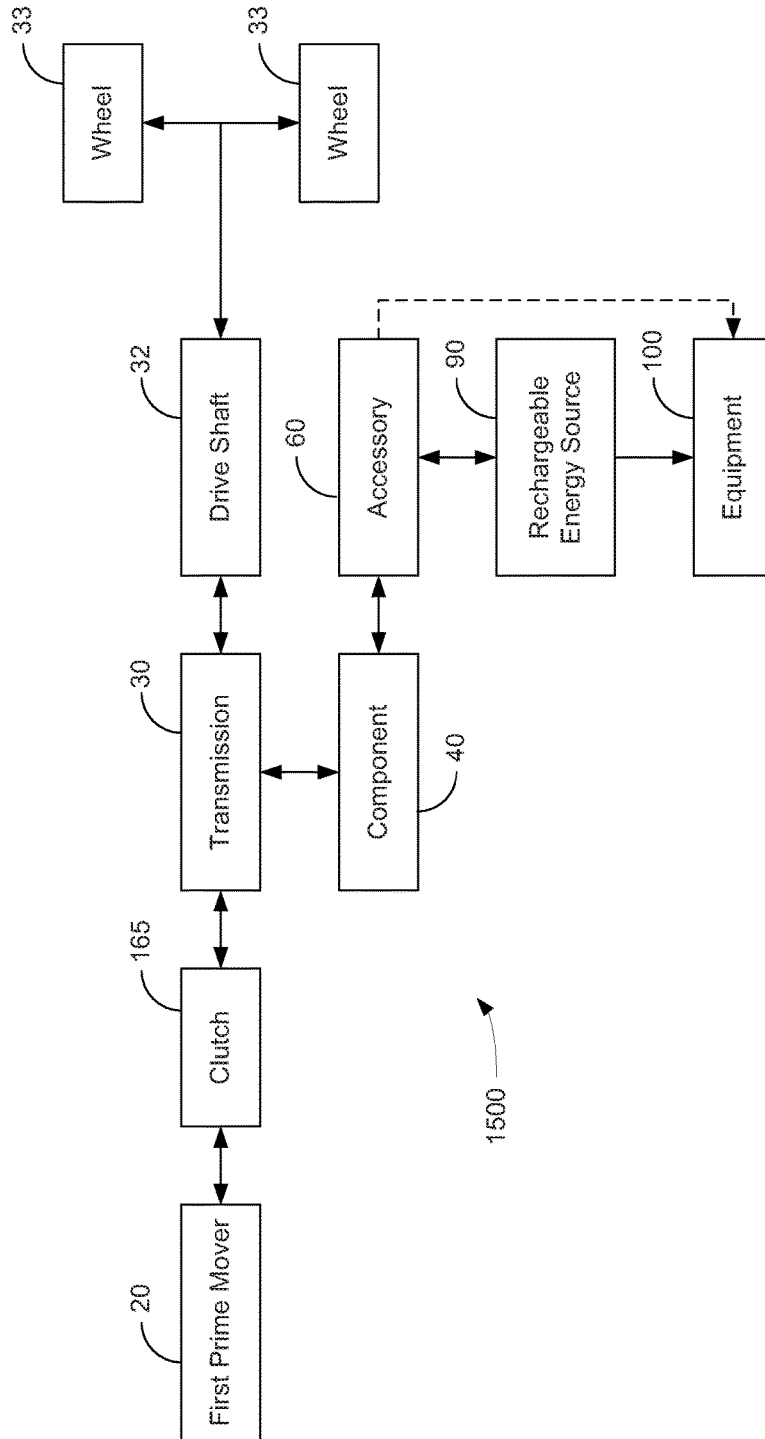 20
First Prime Mover
165
Clutch
30
Transmission
32
Drive Shaft
33
Wheel
33
Wheel
40
Component
60
Accessory
90
Rechargeable
Energy Source
100
Equipment
1500